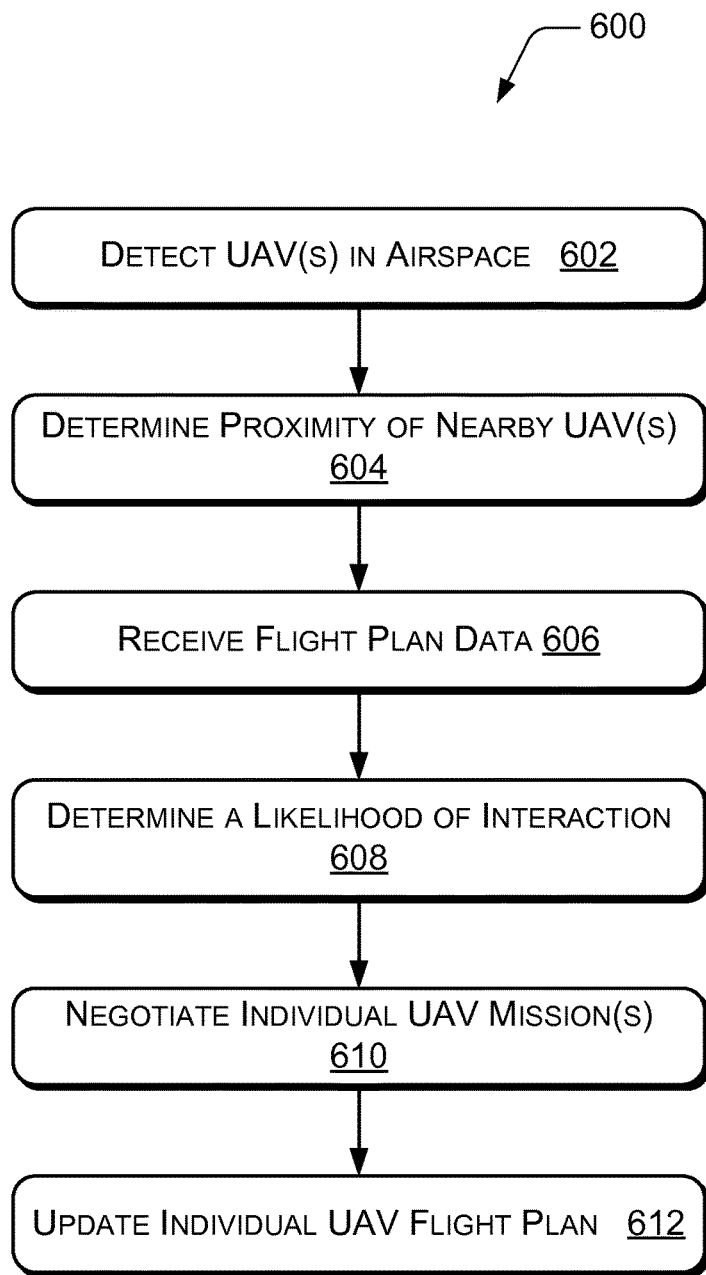 600
DETECT UAV(S) IN AIRSPACE 602
DETERMINE PROXIMITY OF NEARBY UAV(S)
604
RECEIVE FLIGHT PLAN DATA 606
DETERMINE A LIKELIHOOD OF INTERACTION
608
NEGOTIATE INDIVIDUAL UAV MISSION(S)
610
UPDATE INDIVIDUAL UAV FLIGHT PLAN 612